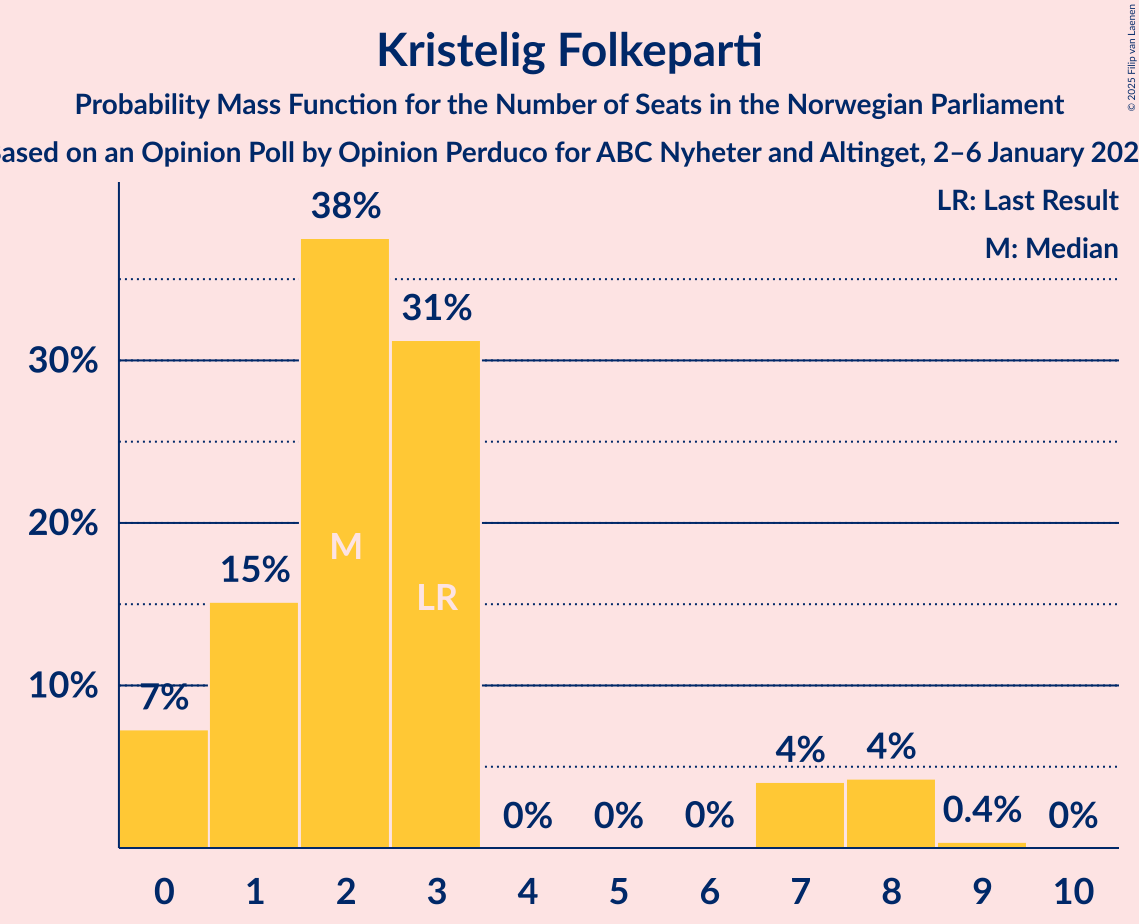 Kristelig Folkeparti
Probability Mass Function for the Number of Seats in the Norwegian Parliament
on an Opinion Poll by Opinion Perduco for ABC Nyheter and Altinget, 2–6 January
© 2025 Filip van Laenen
LR: Last Result
M: Median
38%
31%
30%
20%
15%
M
LR
10%
7%
4%
4%
0%
0%
0%
0.4%
0%
0 1 2 3 4 5 6 7 8 9 10